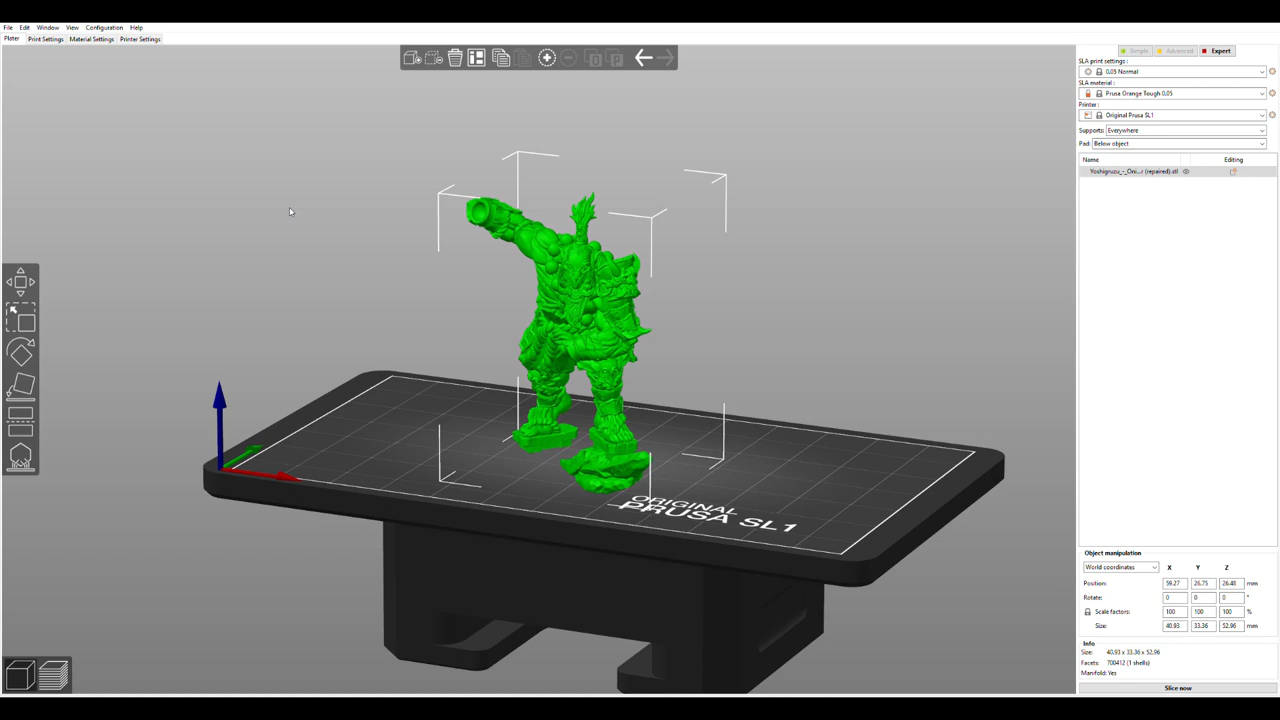 File Edit Window View Configuration Help
Plater Print Settings Material Settings Printer Settings
Simple Advanced Expert
SLA print settings :
0.05 Normal
SLA material :
Prusa Orange Tough 0.05
Printer :
Original Prusa SL1
Supports: Everywhere
Pad: Below object
Name Editing
Yoshigruzu_-_Oni...r (repaired).stl
ORIGINAL
PRUSA SL1
Object manipulation
World coordinates X Y Z
Position: 59.27 26.75 26.48 mm
Rotate: 0 0 0 °
Scale factors: 100 100 100 %
Size: 40.93 33.36 52.96 mm
Info
Size: 40.93 x 33.36 x 52.96
Facets: 700412 (1 shells)
Manifold: Yes
Slice now